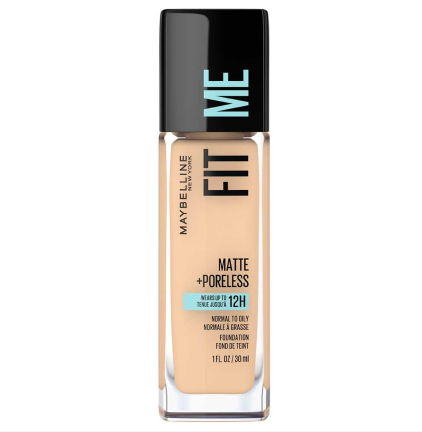 FIT ME
MAYBELLINE
NEW YORK
MATTE
+PORELESS
WEARS UP TO
TENUE JUSQU'À
12H
NORMAL TO OILY
NORMALE À GRASSE
FOUNDATION
FOND DE TEINT
1 FL. OZ / 30 ml